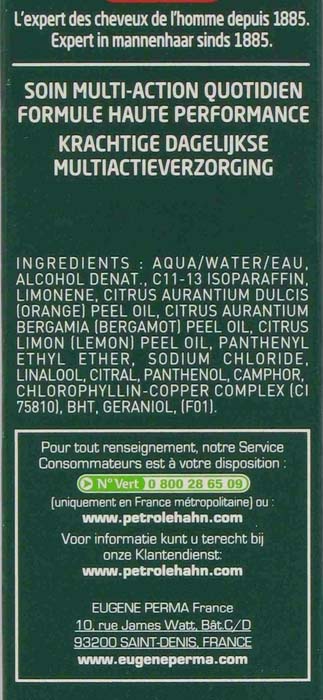 L'expert des cheveux de l'homme depuis 1885.
Expert in mannenhaar sinds 1885.
SOIN MULTI-ACTION QUOTIDIEN
FORMULE HAUTE PERFORMANCE
KRACHTIGE DAGELIJKSE
MULTIACTIEVERZORGING
INGREDIENTS : AQUA/WATER/EAU,
ALCOHOL DENAT., C11-13 ISOPARAFFIN,
LIMONENE, CITRUS AURANTIUM DULCIS
(ORANGE) PEEL OIL, CITRUS AURANTIUM
BERGAMIA (BERGAMOT) PEEL OIL, CITRUS
LIMON (LEMON) PEEL OIL, PANTHENYL
ETHYL ETHER, SODIUM CHLORIDE,
LINALOOL, CITRAL, PANTHENOL, CAMPHOR,
CHLOROPHYLLIN-COPPER COMPLEX (CI
75810), BHT, GERANIOL, (F01).
Pour tout renseignement, notre Service
Consommateurs est à votre disposition :
N° Vert 0 800 28 65 09
(uniquement en France métropolitaine) ou :
www.petrolehahn.com
Voor informatie kunt u terecht bij
onze Klantendienst:
www.petrolehahn.com
EUGENE PERMA France
10, rue James Watt, Bât.C/D
93200 SAINT-DENIS, FRANCE
www.eugeneperma.com